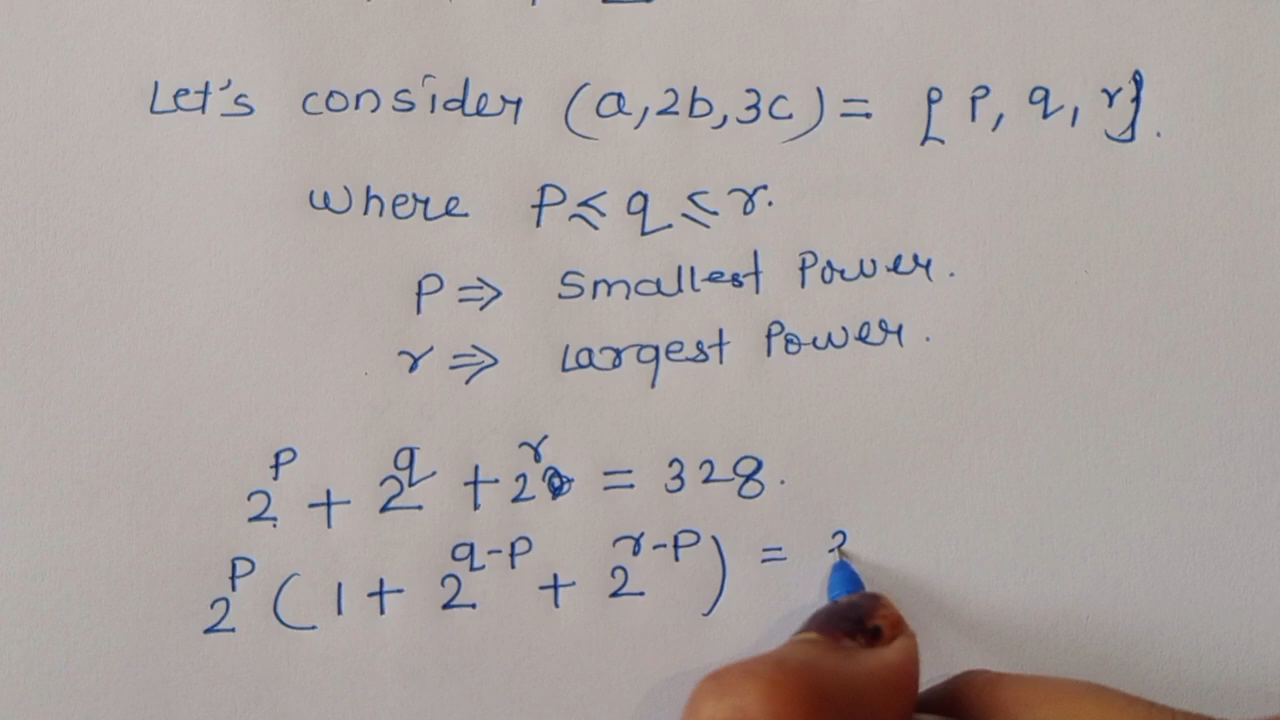 Let's consider (a,2b,3c) = {P, q, r}.
where P ≤ q ≤ r.
P ⇒ Smallest Power.
r ⇒ Largest Power.
2^P + 2^q + 2^r = 328.
2^P (1 + 2^(q-P) + 2^(r-P)) =